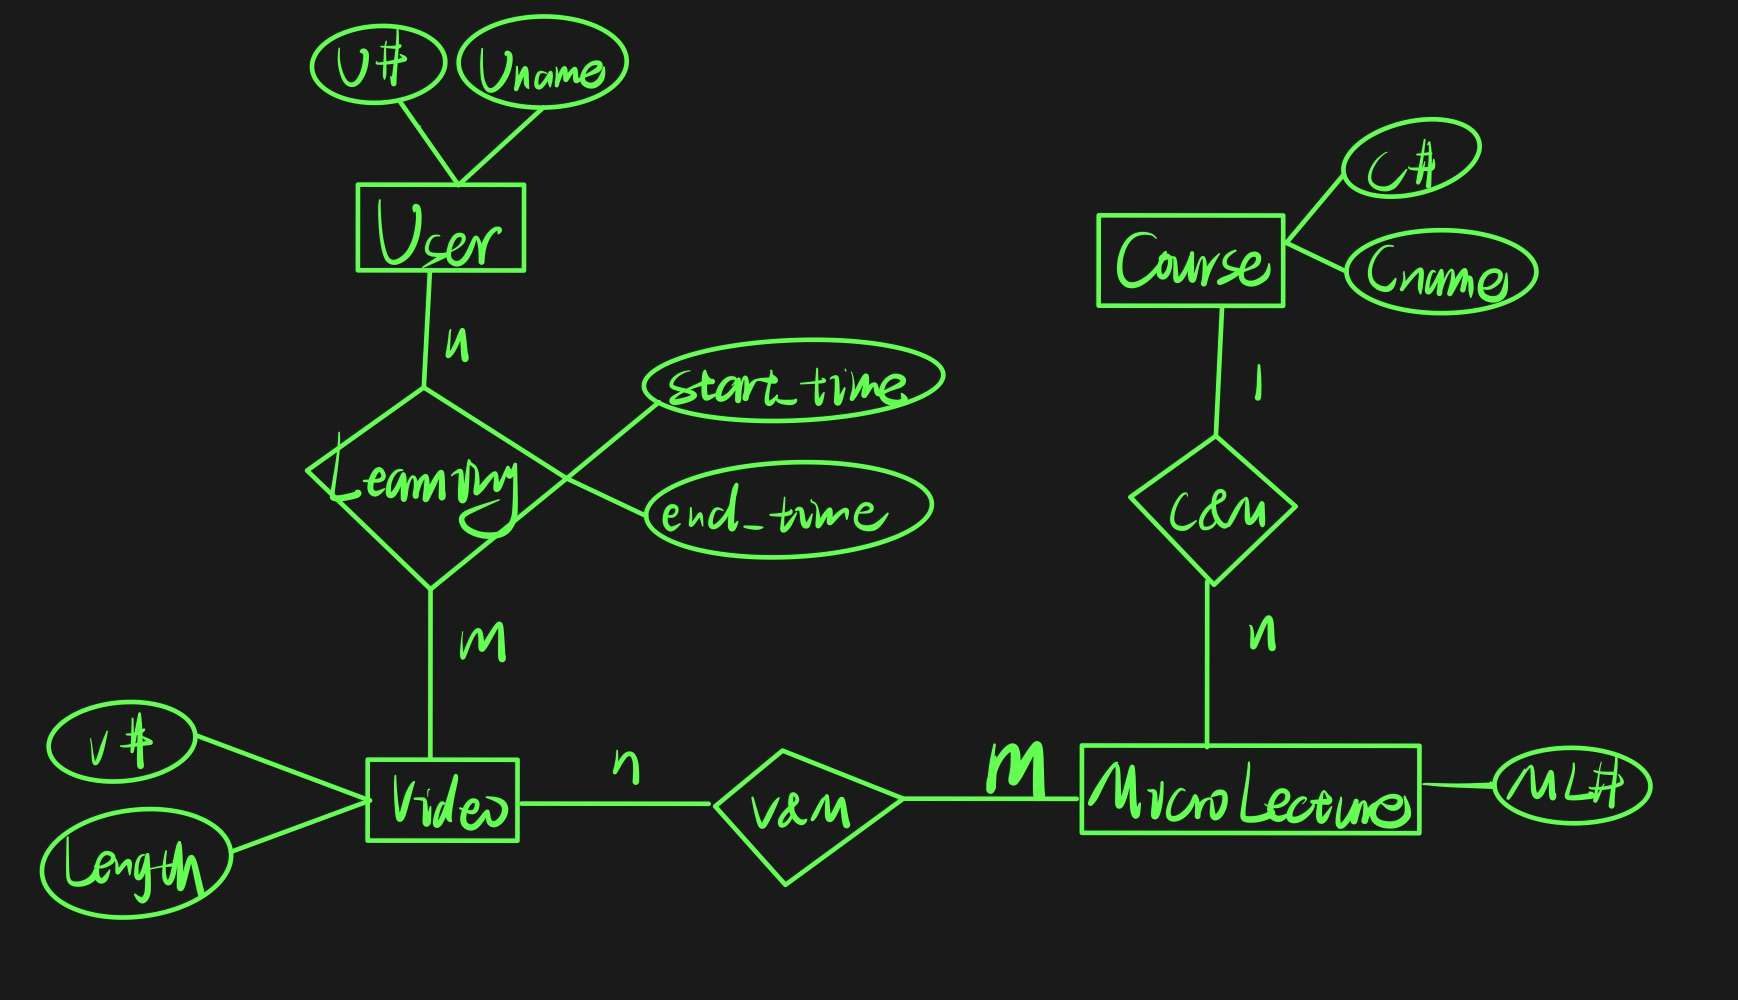 U#
Uname
C#
User
Course
Cname
n
start_time
1
Learning
end_time
C&M
m
n
V#
n
m
Video
V&M
MicroLecture
ML#
Length